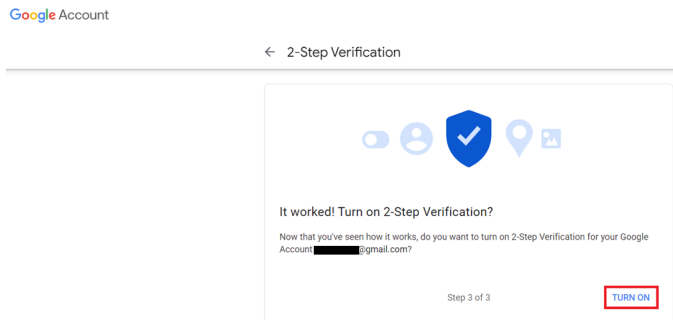 Google Account
2-Step Verification
It worked! Turn on 2-Step Verification?
Now that you've seen how it works, do you want to turn on 2-Step Verification for your Google
Account @gmail.com?
Step 3 of 3
TURN ON